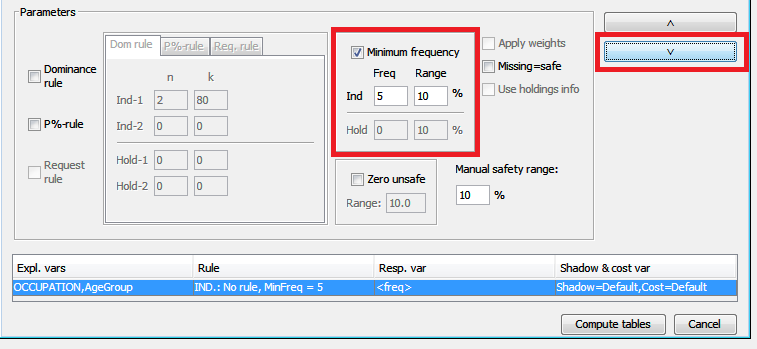 Parameters
Dom rule P%-rule Req. rule
Dominance rule
n k
Ind-1 2 80
Ind-2 0 0
P%-rule
Hold-1 0 0
Hold-2 0 0
Request rule
Minimum frequency
Freq Range
Ind 5 10 %
Hold 0 10 %
Zero unsafe
Range: 10.0
Apply weights
Missing=safe
Use holdings info
Manual safety range:
10 %
^
v
Expl. vars Rule Resp. var Shadow & cost var
OCCUPATION,AgeGroup IND.: No rule, MinFreq = 5 <freq> Shadow=Default,Cost=Default
Compute tables Cancel